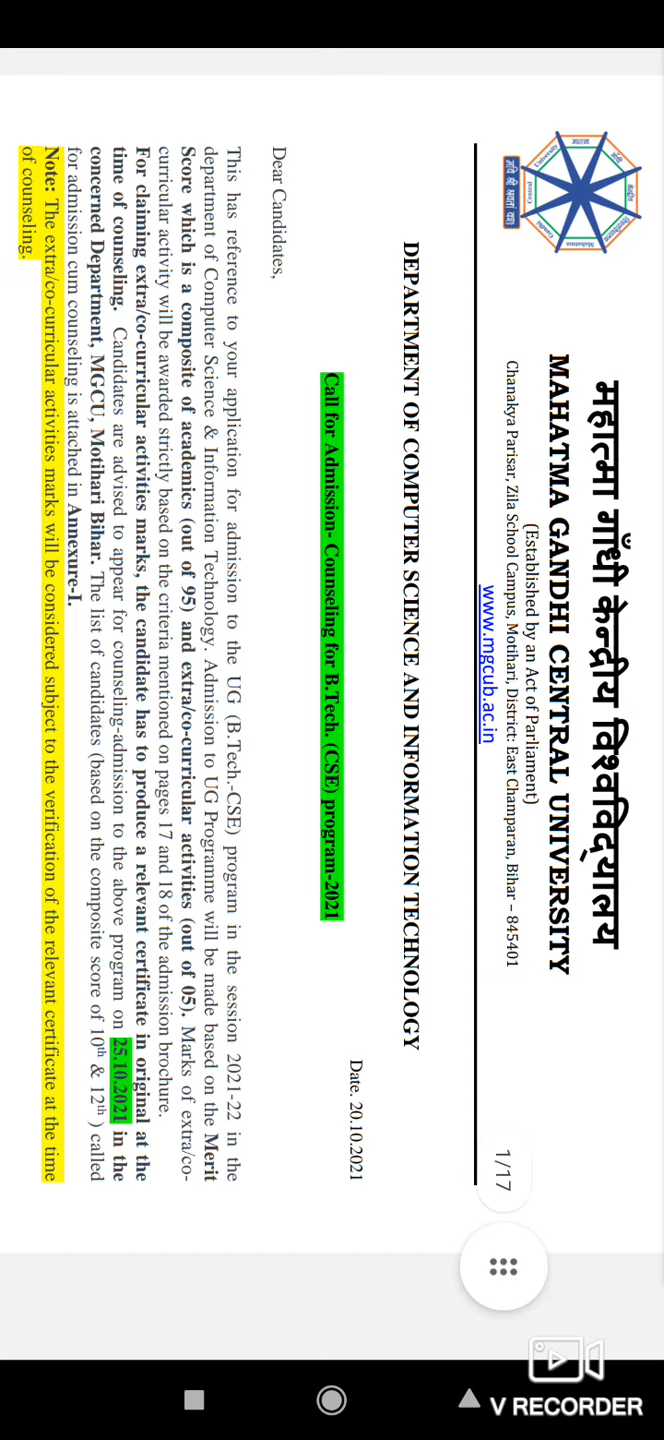 महात्मा गाँधी केन्द्रीय विश्वविद्यालय
MAHATMA GANDHI CENTRAL UNIVERSITY
(Established by an Act of Parliament)
Chanakya Parisar, Zila School Campus, Motihari, District: East Champaran, Bihar – 845401
www.mgcub.ac.in
University
Central
Gandhi
Mahatma
1/17
DEPARTMENT OF COMPUTER SCIENCE AND INFORMATION TECHNOLOGY
Date. 20.10.2021
Call for Admission- Counseling for B.Tech. (CSE) program-2021
Dear Candidates,
This has reference to your application for admission to the UG (B.Tech.-CSE) program in the session 2021-22 in the
department of Computer Science & Information Technology. Admission to UG Programme will be made based on the Merit
Score which is a composite of academics (out of 95) and extra/co-curricular activities (out of 05). Marks of extra/co-
curricular activity will be awarded strictly based on the criteria mentioned on pages 17 and 18 of the admission brochure.
For claiming extra/co-curricular activities marks, the candidate has to produce a relevant certificate in original at the
time of counseling. Candidates are advised to appear for counseling-admission to the above program on 25.10.2021 in the
concerned Department, MGCU, Motihari Bihar. The list of candidates (based on the composite score of 10th & 12th ) called
for admission cum counseling is attached in Annexure-I.
Note: The extra/co-curricular activities marks will be considered subject to the verification of the relevant certificate at the time
of counseling.
V RECORDER